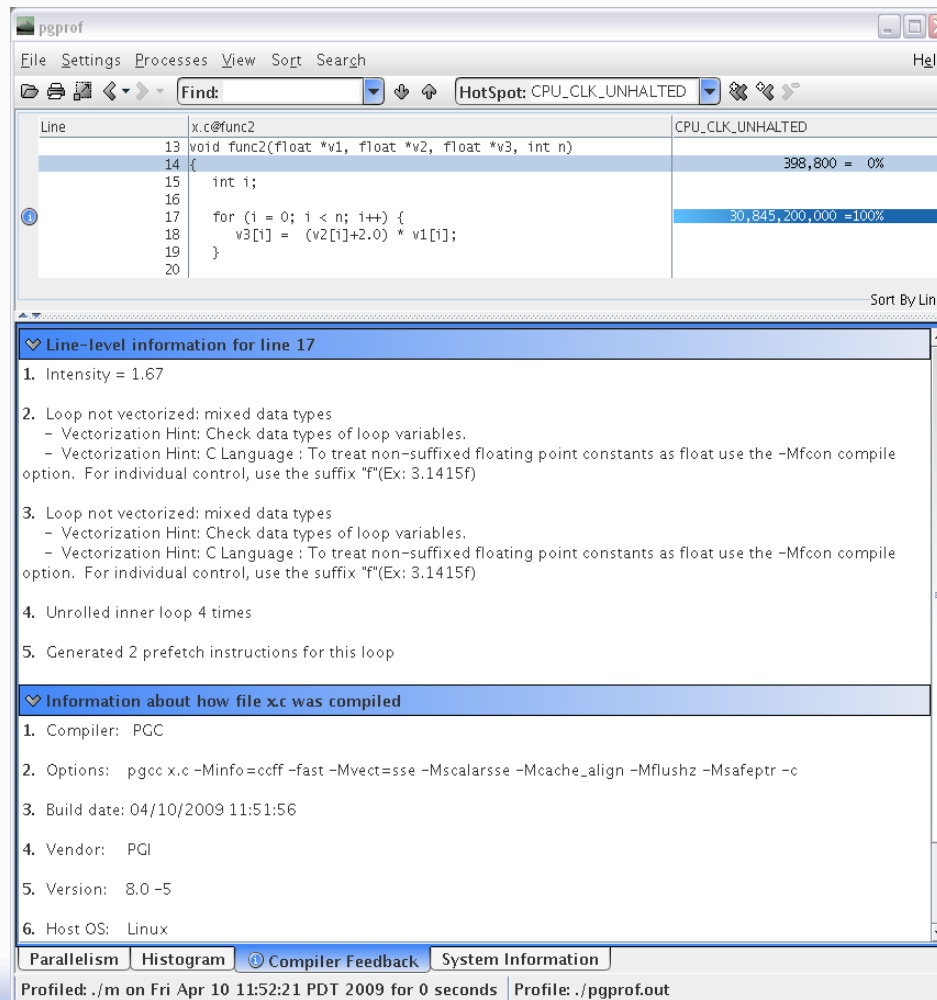 pgprof
File Settings Processes View Sort Search Hel
Find: HotSpot: CPU_CLK_UNHALTED
Line x.c@func2 CPU_CLK_UNHALTED
13 void func2(float *v1, float *v2, float *v3, int n)
14 { 398,800 = 0%
15 int i;
16
17 for (i = 0; i < n; i++) { 30,845,200,000 =100%
18 v3[i] = (v2[i]+2.0) * v1[i];
19 }
20
Sort By Lin
Line-level information for line 17
1. Intensity = 1.67
2. Loop not vectorized: mixed data types
- Vectorization Hint: Check data types of loop variables.
- Vectorization Hint: C Language : To treat non-suffixed floating point constants as float use the -Mfcon compile
option. For individual control, use the suffix "f"(Ex: 3.1415f)
3. Loop not vectorized: mixed data types
- Vectorization Hint: Check data types of loop variables.
- Vectorization Hint: C Language : To treat non-suffixed floating point constants as float use the -Mfcon compile
option. For individual control, use the suffix "f"(Ex: 3.1415f)
4. Unrolled inner loop 4 times
5. Generated 2 prefetch instructions for this loop
Information about how file x.c was compiled
1. Compiler: PGC
2. Options: pgcc x.c -Minfo=ccff -fast -Mvect=sse -Mscalarsse -Mcache_align -Mflushz -Msafeptr -c
3. Build date: 04/10/2009 11:51:56
4. Vendor: PGI
5. Version: 8.0 -5
6. Host OS: Linux
Parallelism Histogram Compiler Feedback System Information
Profiled: ./m on Fri Apr 10 11:52:21 PDT 2009 for 0 seconds Profile: ./pgprof.out